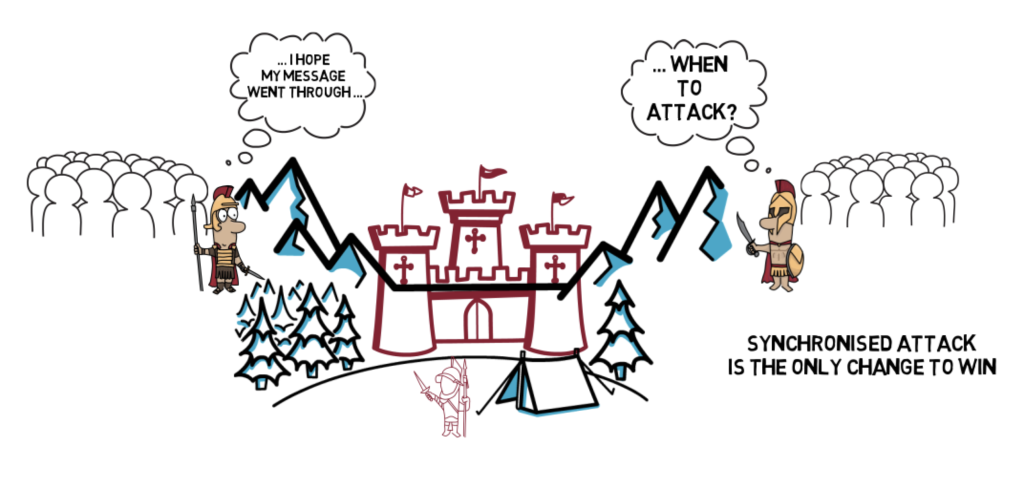 ... I HOPE
MY MESSAGE
WENT THROUGH ...
... WHEN
TO
ATTACK?
SYNCHRONISED ATTACK
IS THE ONLY CHANGE TO WIN